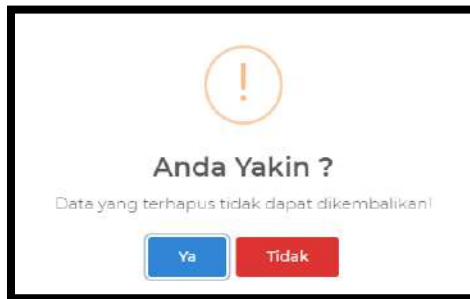 !
Anda Yakin ?
Data yang terhapus tidak dapat dikembalikan!
Ya Tidak